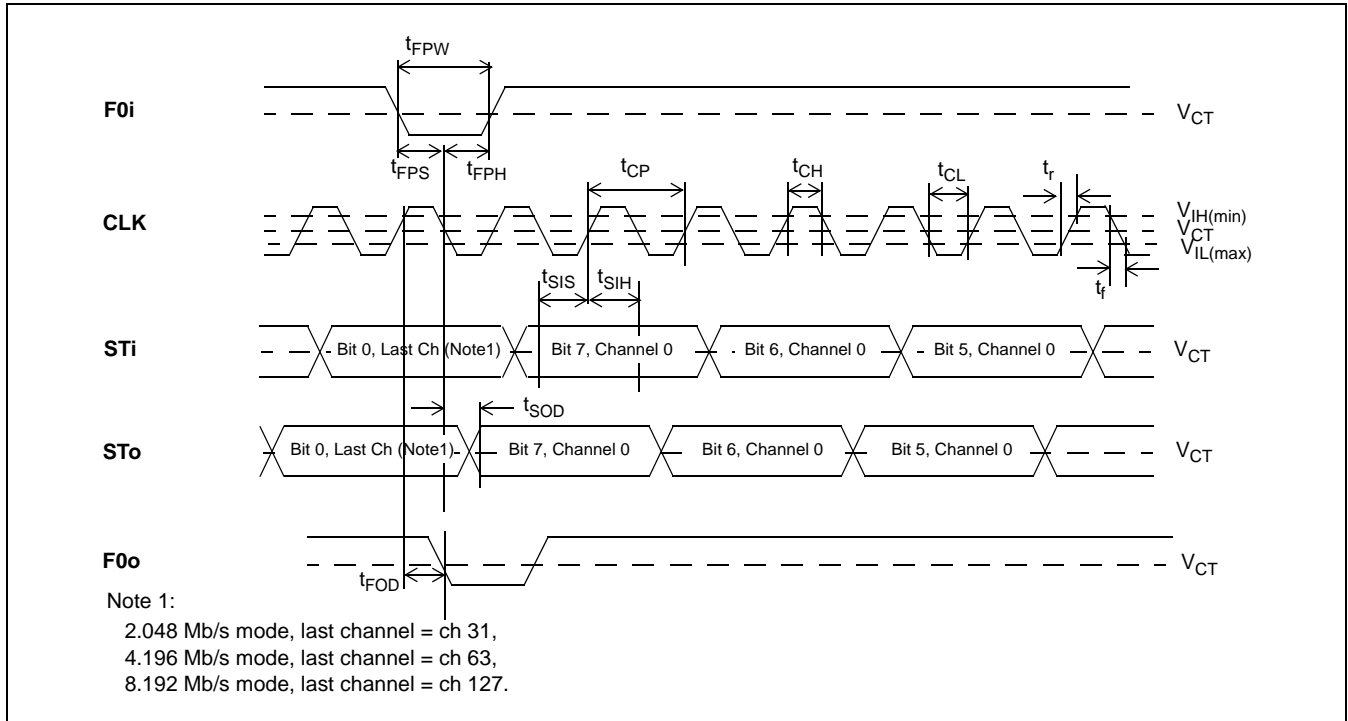 tFPW
F0i
VCT
tFPS
tFPH
tCP
tCH
tCL
tr
CLK
VIH(min)
VCT
VIL(max)
tSIS
tSIH
tf
STi
Bit 0, Last Ch (Note1)
Bit 7, Channel 0
Bit 6, Channel 0
Bit 5, Channel 0
VCT
tSOD
STo
Bit 0, Last Ch (Note1)
Bit 7, Channel 0
Bit 6, Channel 0
Bit 5, Channel 0
VCT
F0o
VCT
tFOD
Note 1:
2.048 Mb/s mode, last channel = ch 31,
4.196 Mb/s mode, last channel = ch 63,
8.192 Mb/s mode, last channel = ch 127.